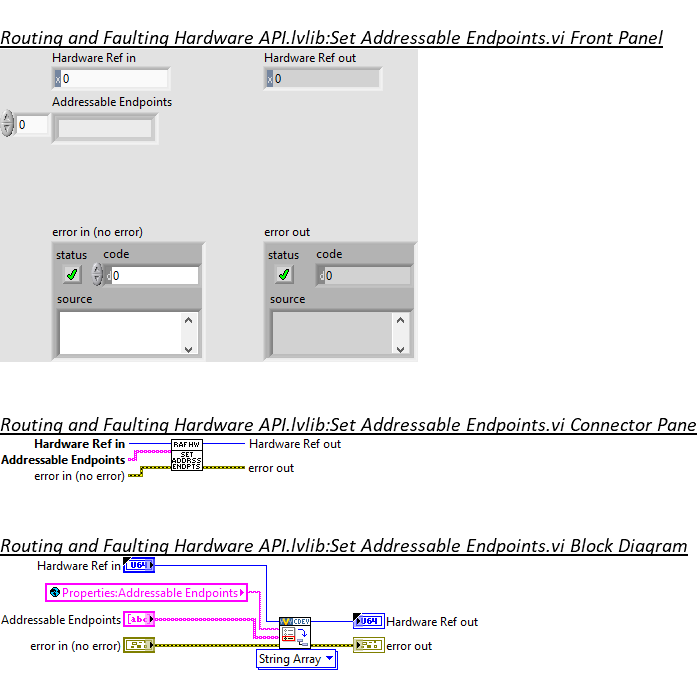 Routing and Faulting Hardware API.lvlib:Set Addressable Endpoints.vi Front Panel
Hardware Ref in
Hardware Ref out
x 0
x 0
Addressable Endpoints
0
error in (no error)
error out
status code
status code
d 0
d 0
source
source
Routing and Faulting Hardware API.lvlib:Set Addressable Endpoints.vi Connector Pane
Hardware Ref in
RAF HW
Hardware Ref out
Addressable Endpoints
SET
ADDRSS
ENDPTS
error in (no error)
error out
Routing and Faulting Hardware API.lvlib:Set Addressable Endpoints.vi Block Diagram
Hardware Ref in
U64
Properties:Addressable Endpoints
Addressable Endpoints
abc
CDEV
U64
Hardware Ref out
error in (no error)
error out
String Array